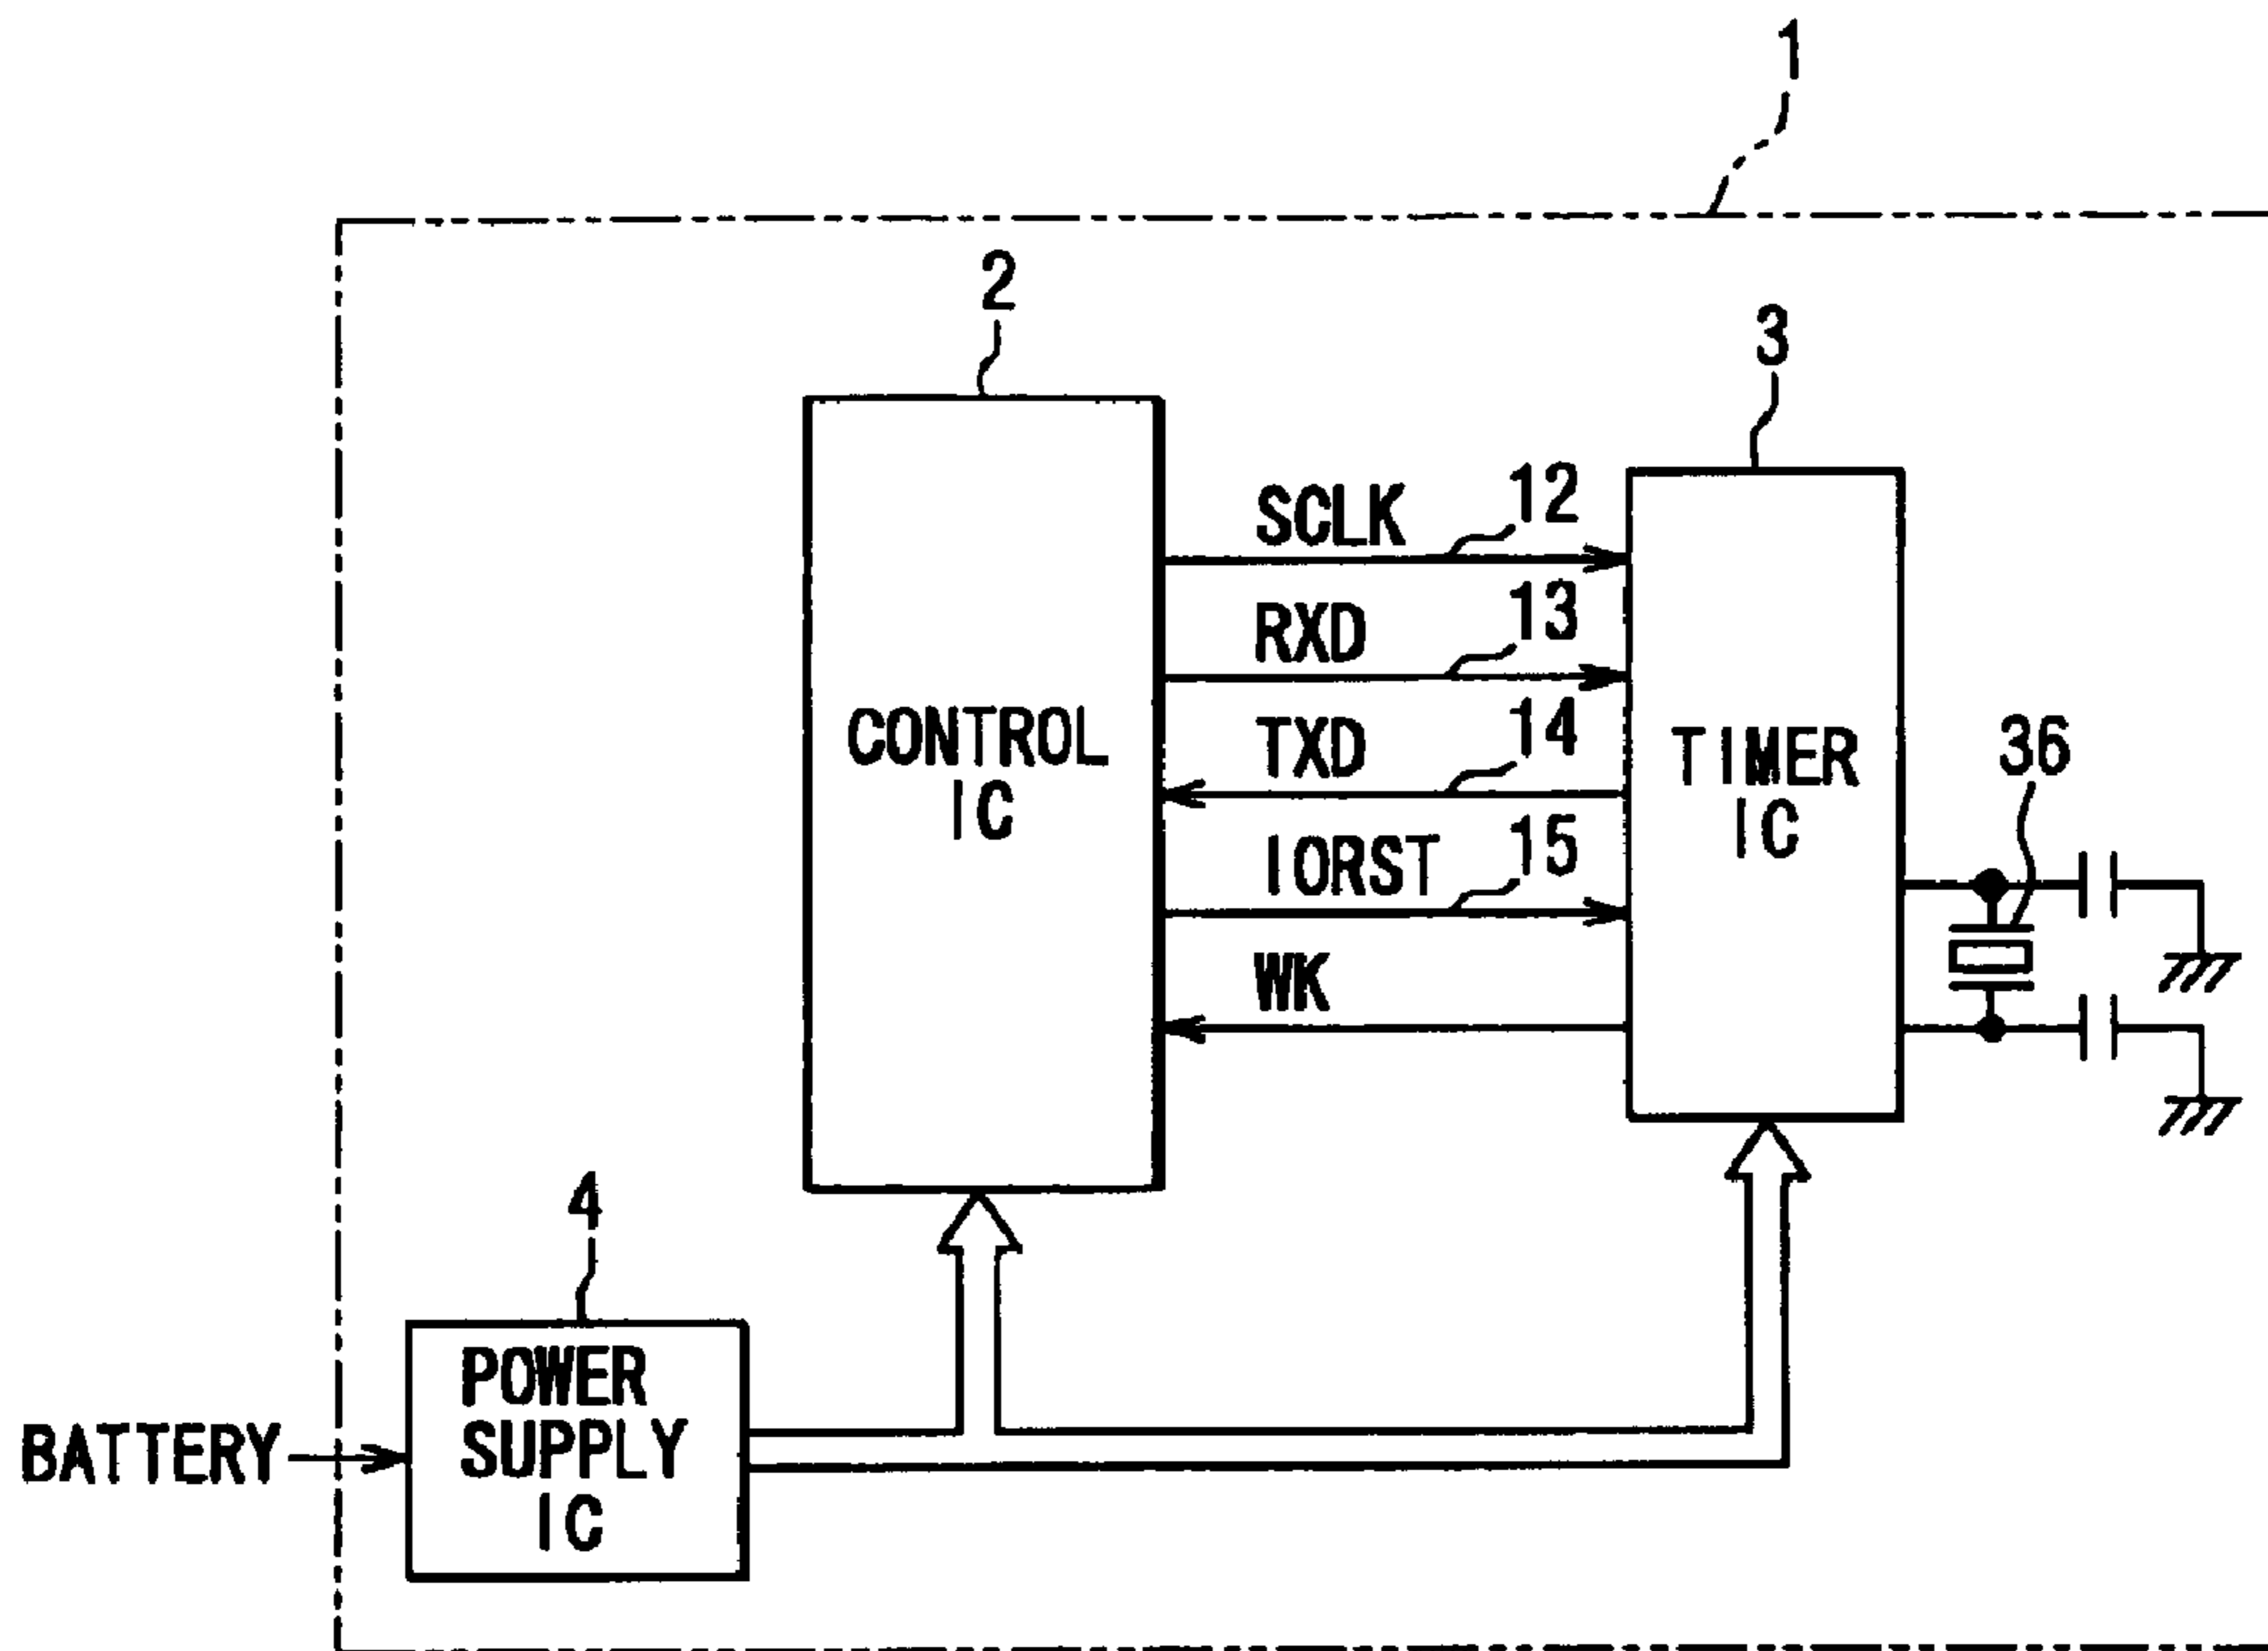 1
2
3
SCLK 12
RXD 13
TXD 14
IORST 15
WK
CONTROL
IC
TIMER
IC
36
4
POWER
SUPPLY
IC
BATTERY